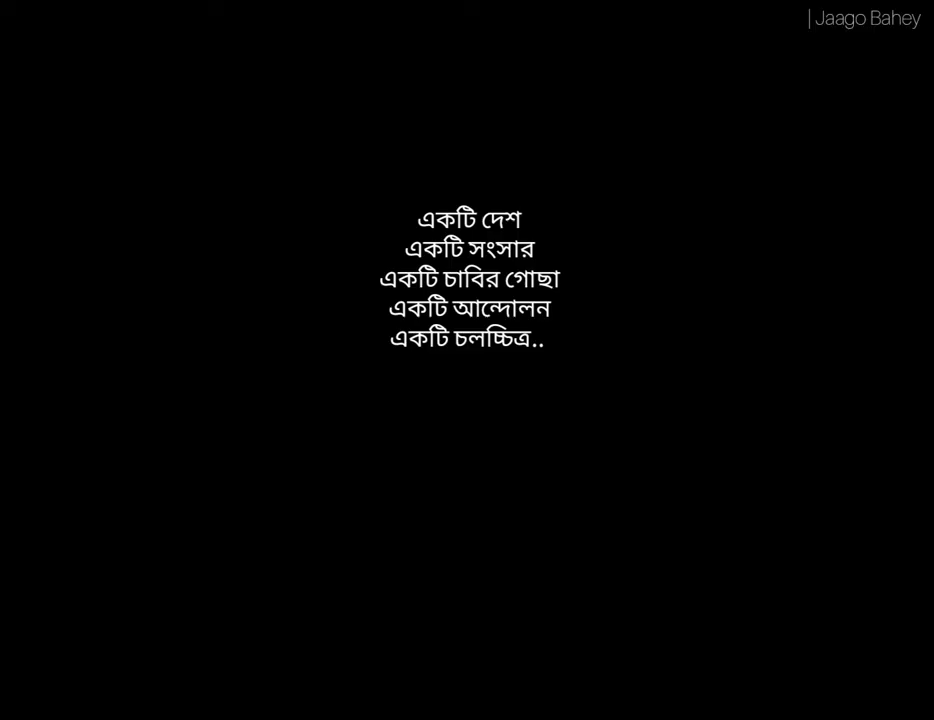 | Jaago Bahey
একটি দেশ
একটি সংসার
একটি চাবির গোছা
একটি আন্দোলন
একটি চলচ্চিত্র..